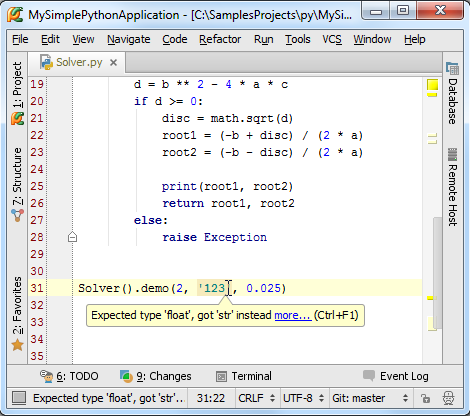 MySimplePythonApplication - [C:\SamplesProjects\py\MySim
File Edit View Navigate Code Refactor Run Tools VCS Window Help
Solver.py
1: Project
7: Structure
2: Favorites
Database
Remote Host
19 d = b ** 2 - 4 * a * c
20 if d >= 0:
21 disc = math.sqrt(d)
22 root1 = (-b + disc) / (2 * a)
23 root2 = (-b - disc) / (2 * a)
24
25 print(root1, root2)
26 return root1, root2
27 else:
28 raise Exception
29
30
31 Solver().demo(2, '123', 0.025)
32
Expected type 'float', got 'str' instead more... (Ctrl+F1)
33
34
35
6: TODO 9: Changes Terminal Event Log
Expected type 'float', got 'str'... 31:22 CRLF UTF-8 Git: master